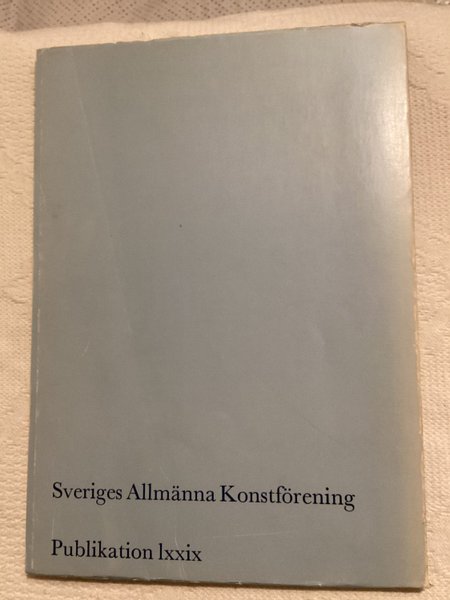 Sveriges Allmänna Konstförening
Publikation lxxix